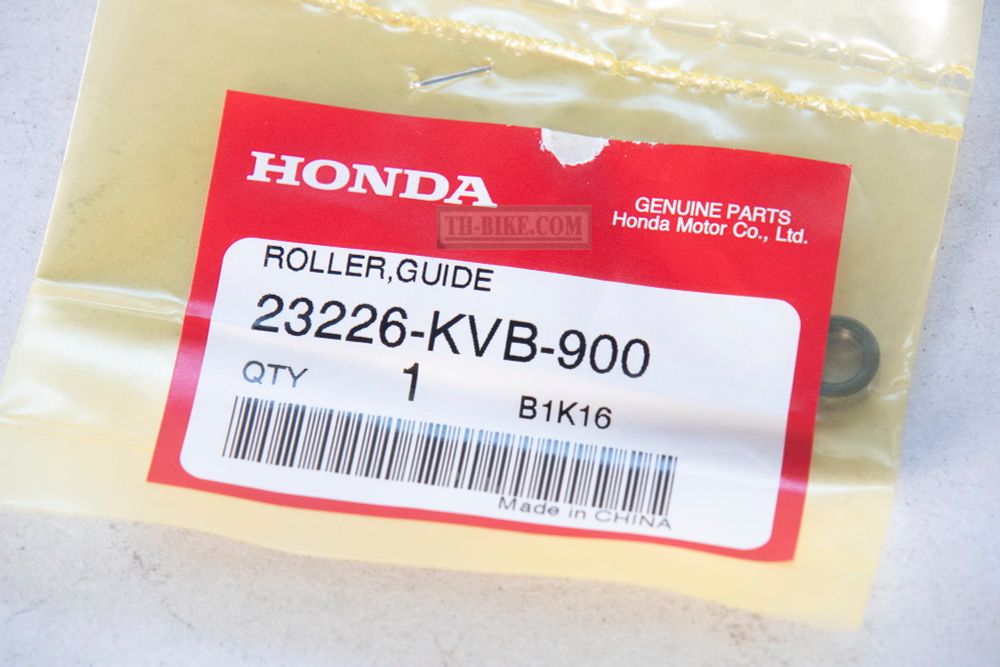 HONDA
GENUINE PARTS
Honda Motor Co., Ltd.
TH-BIKE.COM
ROLLER,GUIDE
23226-KVB-900
QTY 1 B1K16
Made in CHINA